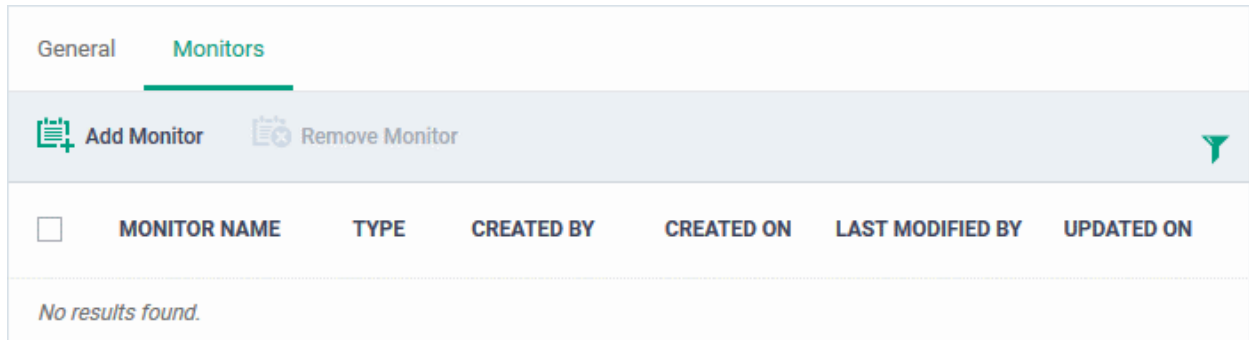 General Monitors
Add Monitor Remove Monitor
MONITOR NAME TYPE CREATED BY CREATED ON LAST MODIFIED BY UPDATED ON
No results found.